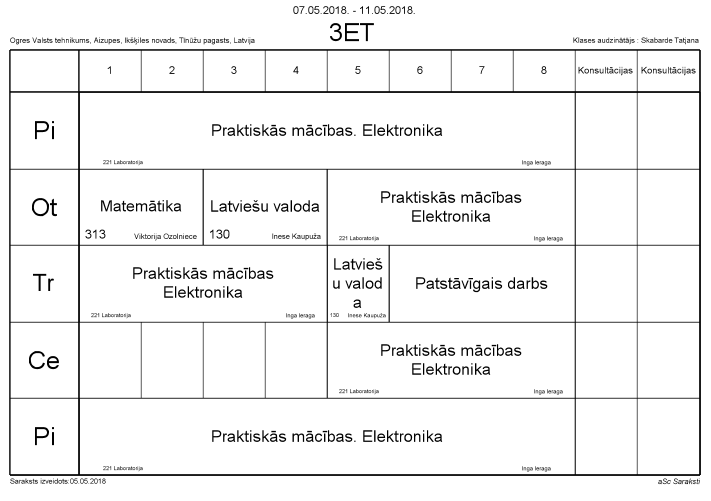 07.05.2018. - 11.05.2018.
Ogres Valsts tehnikums, Aizupes, Ikšķiles novads, Tīnūžu pagasts, Latvija
3ET
Klases audzinātājs : Skabarde Tatjana
1 2 3 4 5 6 7 8 Konsultācijas Konsultācijas
Pi
Praktiskās mācības. Elektronika
221 Laboratorija Inga Ieraga
Ot
Matemātika
313 Viktorija Ozolniece
Latviešu valoda
130 Inese Kaupuža
Praktiskās mācības
Elektronika
221 Laboratorija Inga Ieraga
Tr
Praktiskās mācības
Elektronika
221 Laboratorija Inga Ieraga
Latvieš
u valod
a
130 Inese Kaupuža
Patstāvīgais darbs
Ce
Praktiskās mācības
Elektronika
221 Laboratorija Inga Ieraga
Pi
Praktiskās mācības. Elektronika
221 Laboratorija Inga Ieraga
Saraksts izveidots:05.05.2018 aSc Saraksti